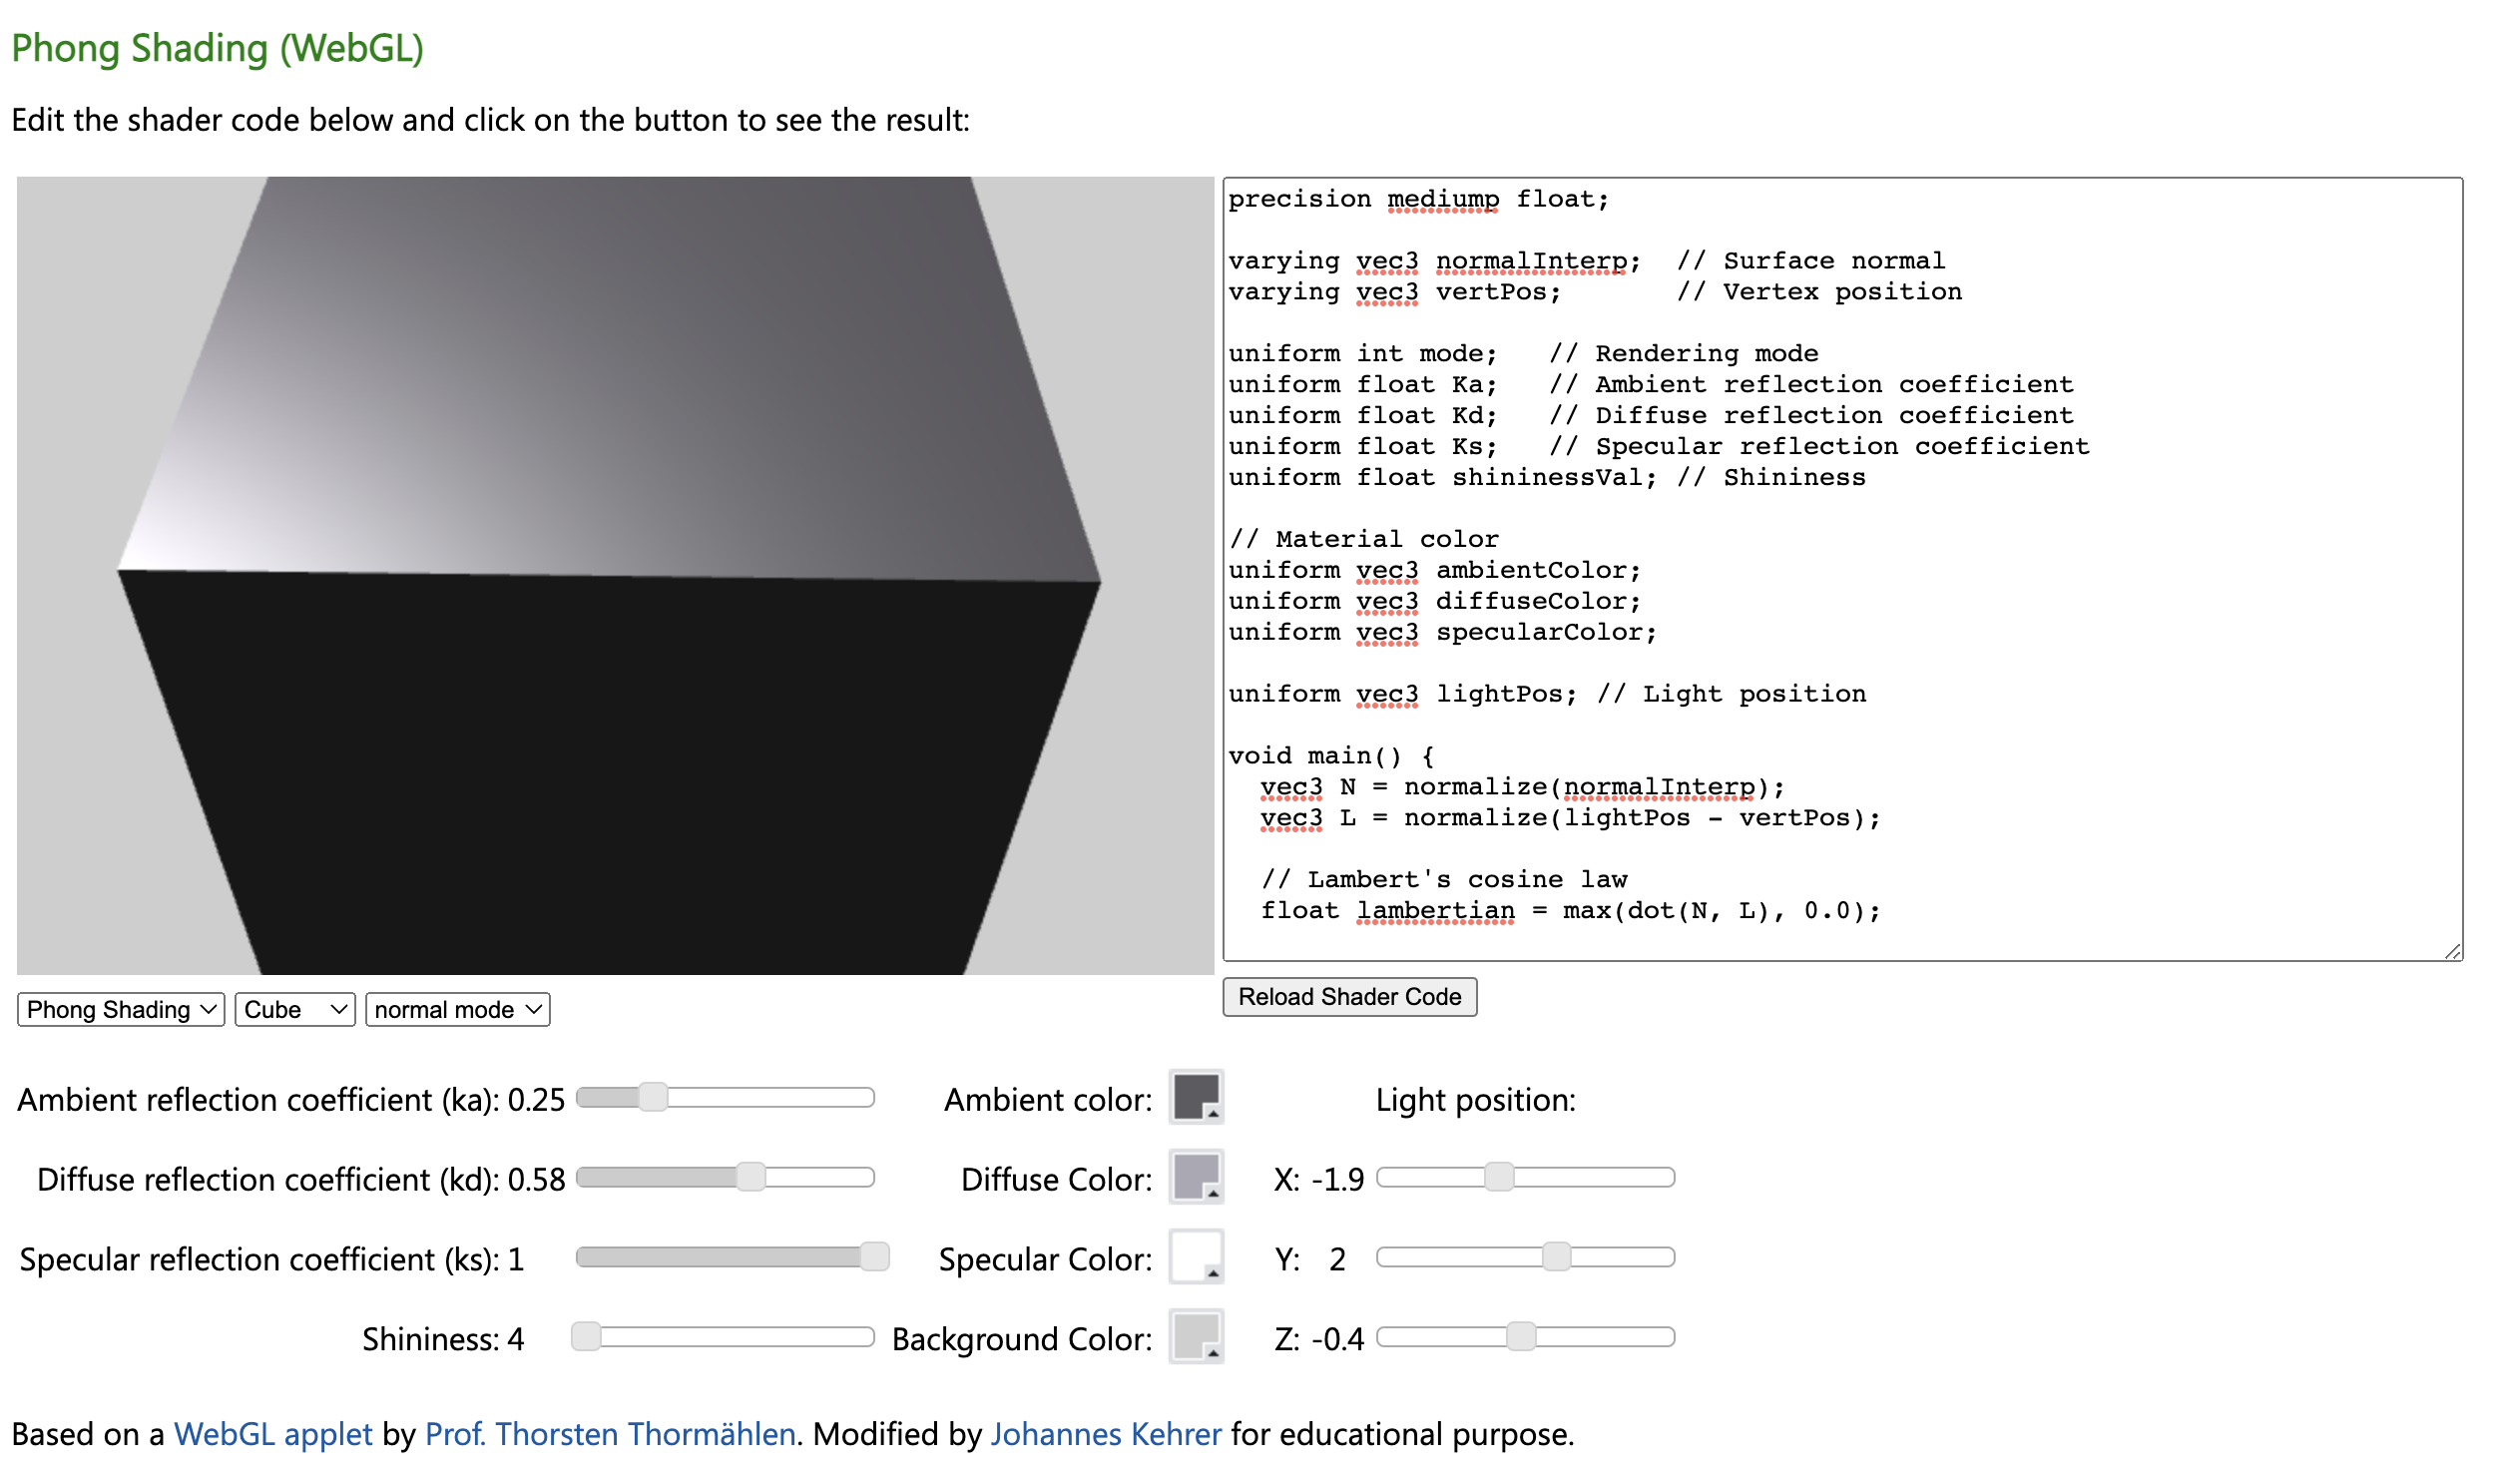 Phong Shading (WebGL)
Edit the shader code below and click on the button to see the result:
precision mediump float;
varying vec3 normalInterp;  // Surface normal
varying vec3 vertPos;       // Vertex position
uniform int mode;   // Rendering mode
uniform float Ka;   // Ambient reflection coefficient
uniform float Kd;   // Diffuse reflection coefficient
uniform float Ks;   // Specular reflection coefficient
uniform float shininessVal; // Shininess
// Material color
uniform vec3 ambientColor;
uniform vec3 diffuseColor;
uniform vec3 specularColor;
uniform vec3 lightPos; // Light position
void main() {
  vec3 N = normalize(normalInterp);
  vec3 L = normalize(lightPos - vertPos);
  // Lambert's cosine law
  float lambertian = max(dot(N, L), 0.0);
Reload Shader Code
Phong Shading Cube normal mode
Ambient reflection coefficient (ka): 0.25 Ambient color: Light position:
Diffuse reflection coefficient (kd): 0.58 Diffuse Color: X: -1.9
Specular reflection coefficient (ks): 1 Specular Color: Y: 2
Shininess: 4 Background Color: Z: -0.4
Based on a WebGL applet by Prof. Thorsten Thormählen. Modified by Johannes Kehrer for educational purpose.